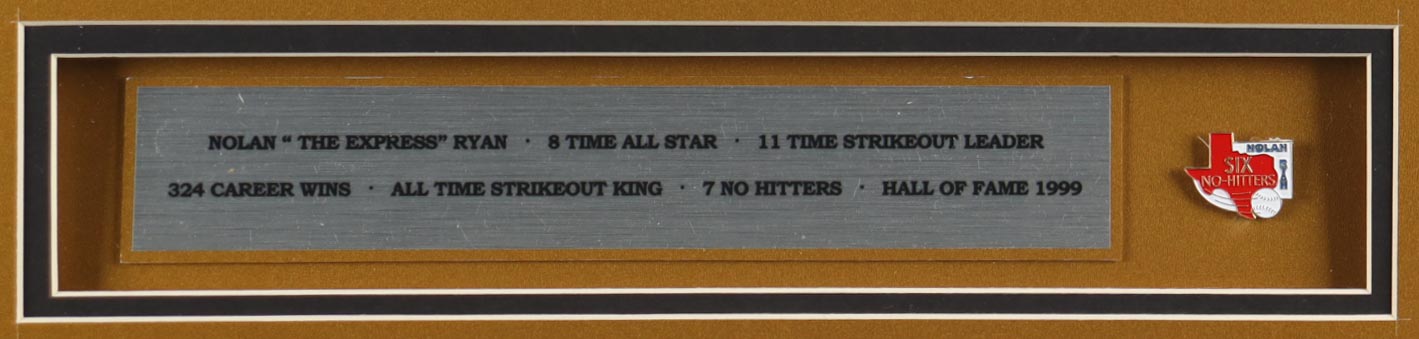 NOLAN “ THE EXPRESS” RYAN · 8 TIME ALL STAR · 11 TIME STRIKEOUT LEADER
324 CAREER WINS · ALL TIME STRIKEOUT KING · 7 NO HITTERS · HALL OF FAME 1999
NOLAN
SIX
NO-HITTERS